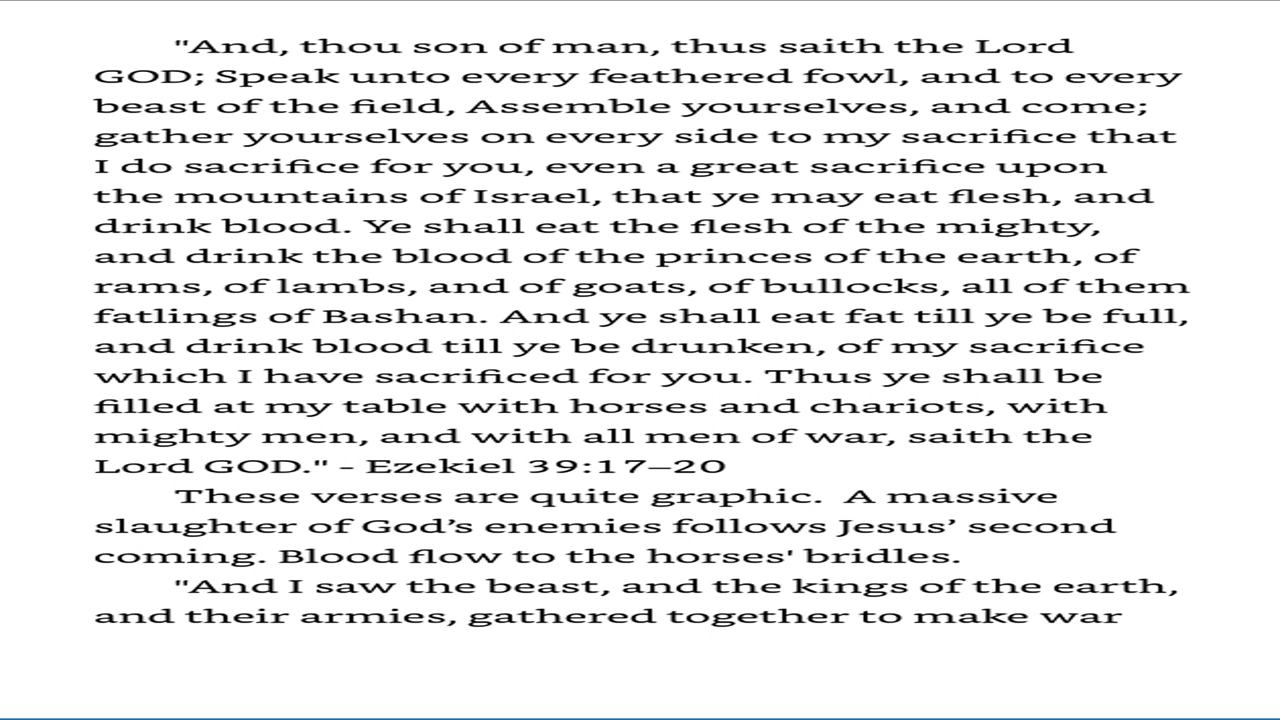 "And, thou son of man, thus saith the Lord
GOD; Speak unto every feathered fowl, and to every
beast of the field, Assemble yourselves, and come;
gather yourselves on every side to my sacrifice that
I do sacrifice for you, even a great sacrifice upon
the mountains of Israel, that ye may eat flesh, and
drink blood. Ye shall eat the flesh of the mighty,
and drink the blood of the princes of the earth, of
rams, of lambs, and of goats, of bullocks, all of them
fatlings of Bashan. And ye shall eat fat till ye be full,
and drink blood till ye be drunken, of my sacrifice
which I have sacrificed for you. Thus ye shall be
filled at my table with horses and chariots, with
mighty men, and with all men of war, saith the
Lord GOD." - Ezekiel 39:17–20
These verses are quite graphic.  A massive
slaughter of God’s enemies follows Jesus’ second
coming. Blood flow to the horses' bridles.
"And I saw the beast, and the kings of the earth,
and their armies, gathered together to make war